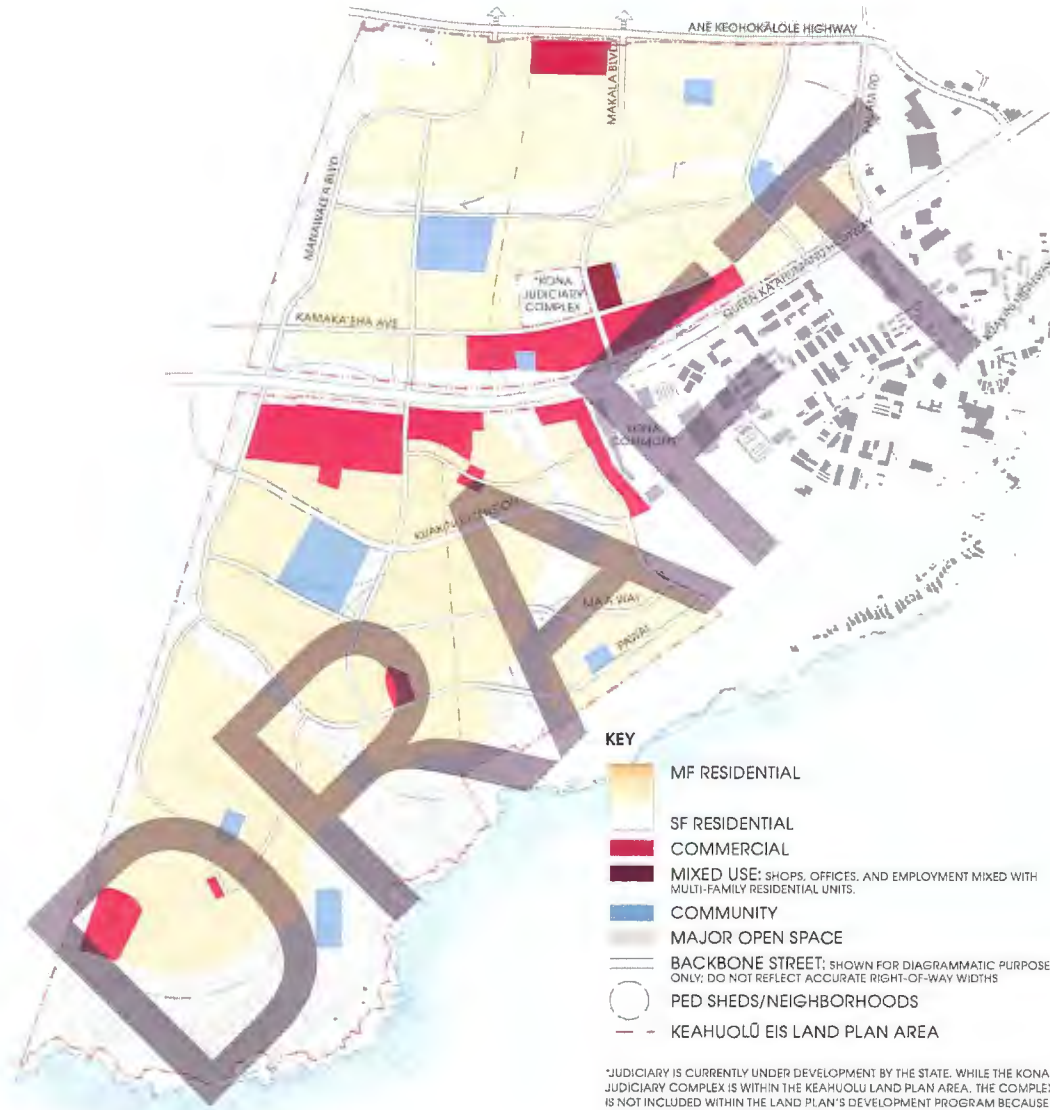 ANE KEOHOKĀLOLE HIGHWAY
MAKALA BLVD
MANAWALE'A BLVD
*KONA
JUDICIARY
COMPLEX
QUEEN KA'AHUMANU HIGHWAY
KAMAKA'EHA AVE
KONA
COMMONS
MA'A WAY
PAWAI
DRAFT
KEY
MF RESIDENTIAL
SF RESIDENTIAL
COMMERCIAL
MIXED USE: SHOPS, OFFICES, AND EMPLOYMENT MIXED WITH
MULTI-FAMILY RESIDENTIAL UNITS.
COMMUNITY
MAJOR OPEN SPACE
BACKBONE STREET: SHOWN FOR DIAGRAMMATIC PURPOSE
ONLY; DO NOT REFLECT ACCURATE RIGHT-OF-WAY WIDTHS
PED SHEDS/NEIGHBORHOODS
KEAHUOLŪ EIS LAND PLAN AREA
*JUDICIARY IS CURRENTLY UNDER DEVELOPMENT BY THE STATE. WHILE THE KONA
JUDICIARY COMPLEX IS WITHIN THE KEAHUOLU LAND PLAN AREA, THE COMPLEX
IS NOT INCLUDED WITHIN THE LAND PLAN'S DEVELOPMENT PROGRAM BECAUSE